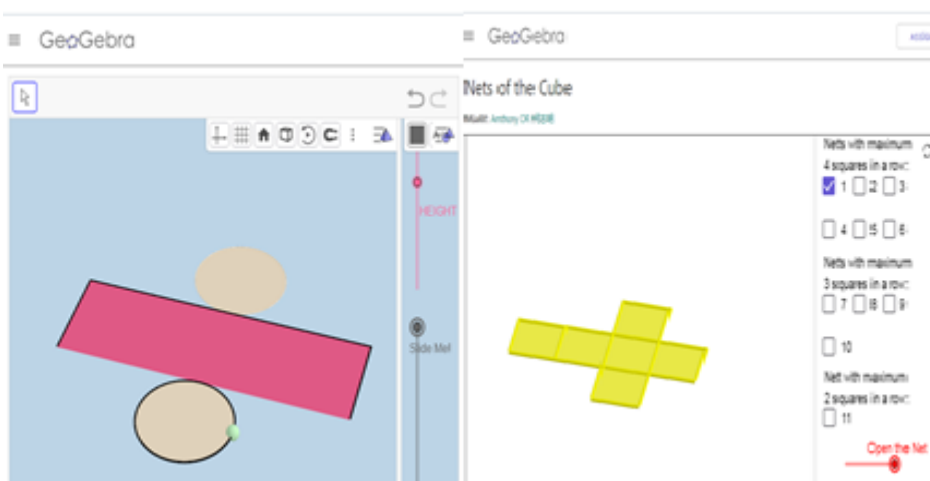 GeoGebra
HEIGHT
Slide Me!
GeoGebra
Nets of the Cube
Nets with maximum
4 squares in a row:
1 2 3
4 5 6
Nets with maximum
3 squares in a row:
7 8 9
10
Net with maximum
2 squares in a row:
11
Open the Net